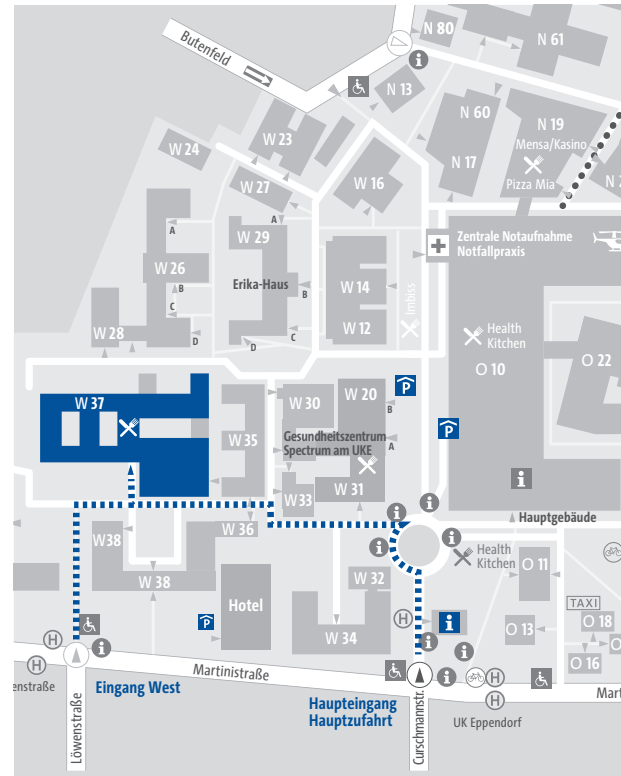 N 80
N 61
Butenfeld
i
N 13
N 60
N 19
Mensa/Kasino
W 23
W 24
N 17
Pizza Mia
W 16
W 27
N 2
A
A
W 29
Zentrale Notaufnahme
Notfallpraxis
W 26
Erika-Haus
B
B
W 14
Imbiss
C
W 28
D
C
D
W 12
Health
Kitchen
O 10
O 22
W 37
P
W 30
W 20
B
P
W 35
Gesundheitszentrum
Spectrum am UKE
A
W 31
i
W 33
i
i
Hauptgebäude
W 38
W 36
i
i
Health
Kitchen
O 11
W 38
W 32
Hotel
TAXI
P
H
i
O 13
O 18
O
W 34
i
i
O 16
H
i
H
Martinistraße
i
H
H
Mart
enstraße
Eingang West
Haupteingang
Hauptzufahrt
UK Eppendorf
Löwenstraße
Curschmannstr.